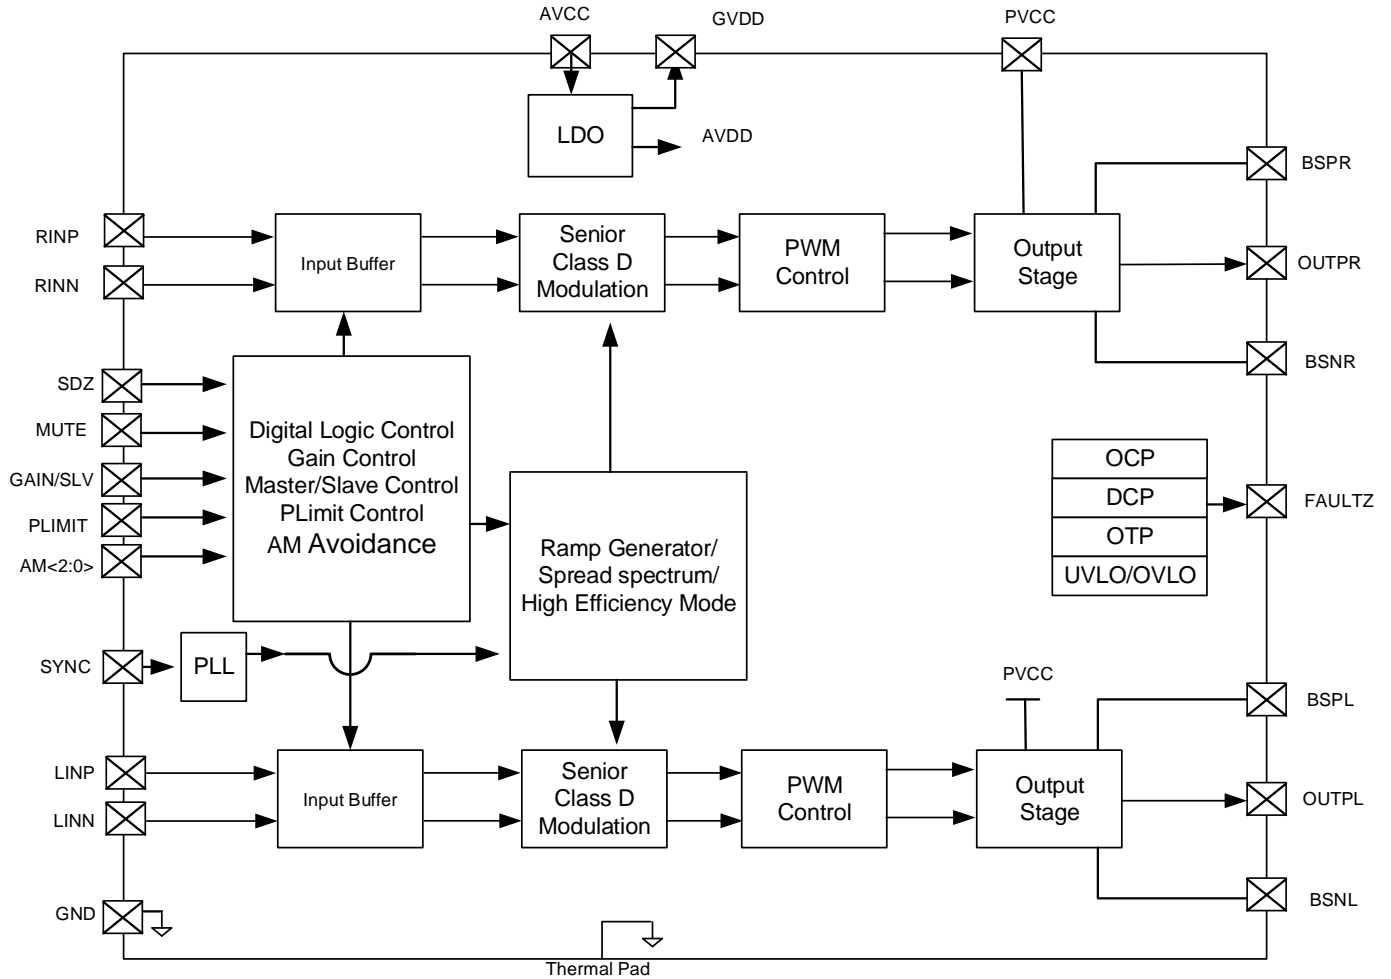 AVCC
GVDD
PVCC
LDO
AVDD
BSPR
RINP
RINN
Input Buffer
Senior
Class D
Modulation
PWM
Control
Output
Stage
OUTPR
BSNR
SDZ
MUTE
GAIN/SLV
PLIMIT
AM<2:0>
Digital Logic Control
Gain Control
Master/Slave Control
PLimit Control
AM Avoidance
Ramp Generator/
Spread spectrum/
High Efficiency Mode
OCP
DCP
OTP
UVLO/OVLO
FAULTZ
SYNC
PLL
PVCC
BSPL
LINP
LINN
Input Buffer
Senior
Class D
Modulation
PWM
Control
Output
Stage
OUTPL
BSNL
GND
Thermal Pad